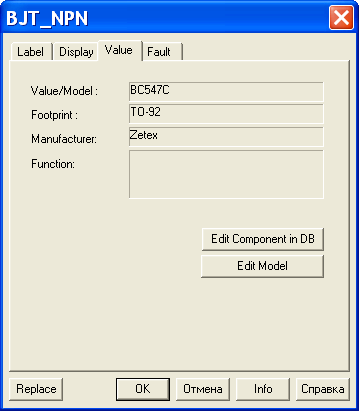 BJT_NPN
Label Display Value Fault
Value/Model : BC547C
Footprint : TO-92
Manufacturer: Zetex
Function:
Edit Component in DB
Edit Model
Replace OK Отмена Info Справка